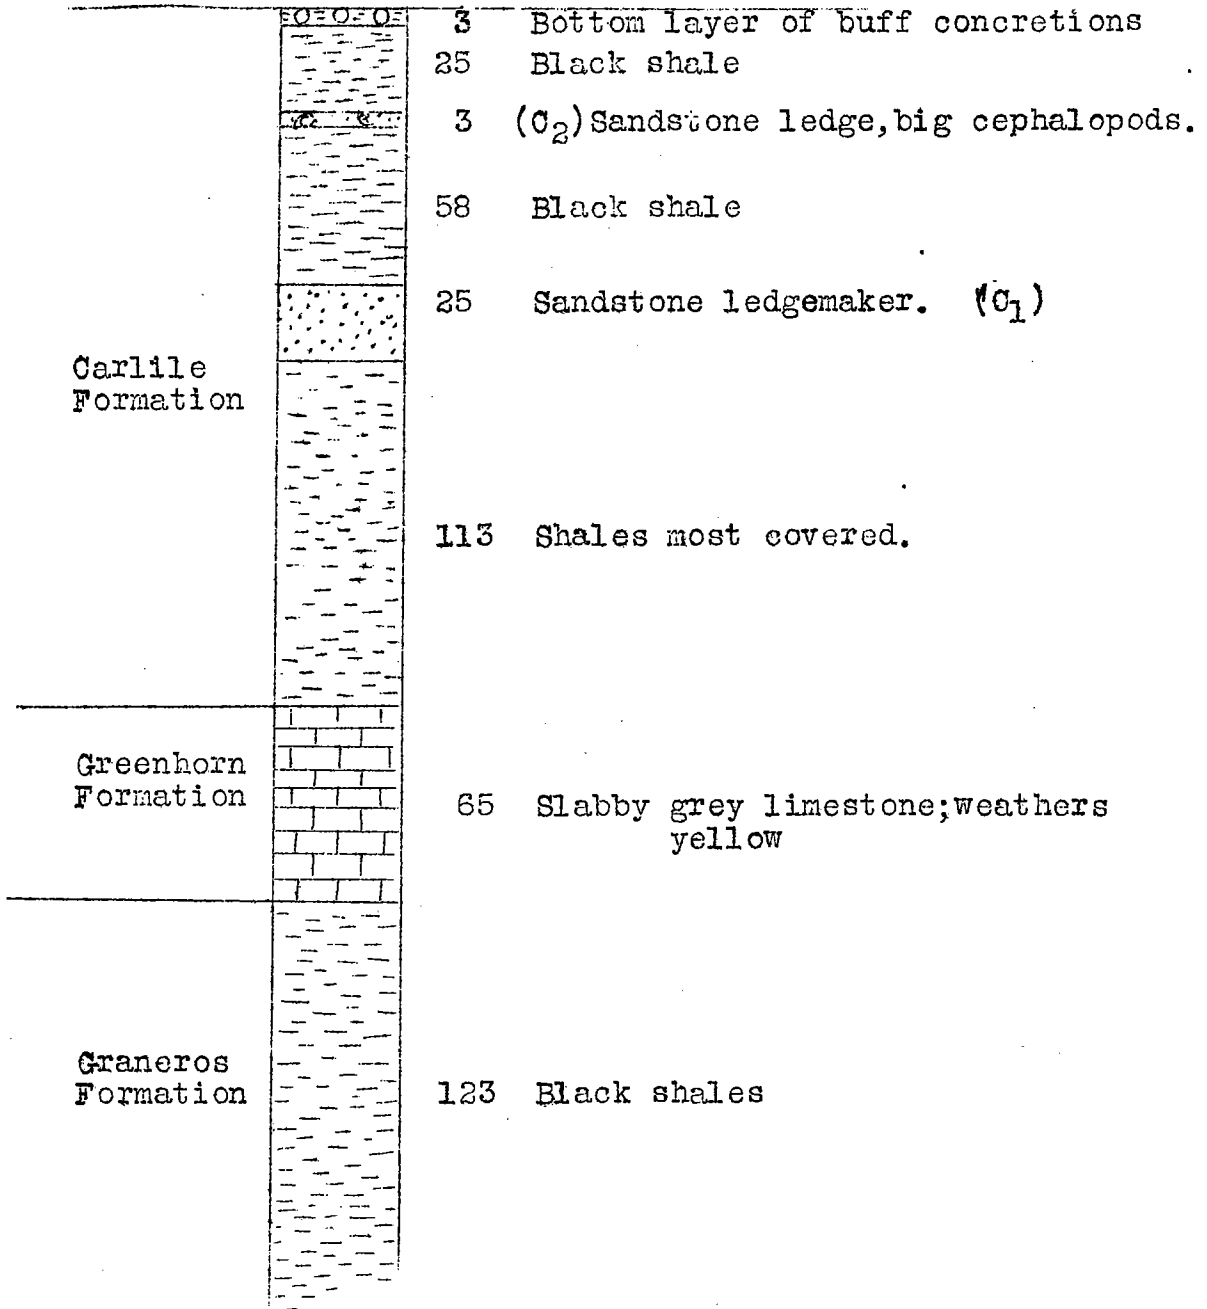 3 Bottom layer of buff concretions
25 Black shale
3 (C2) Sandstone ledge, big cephalopods.
58 Black shale
25 Sandstone ledgemaker. (C1)
Carlile
Formation
113 Shales most covered.
Greenhorn
Formation
65 Slabby grey limestone; weathers
yellow
Graneros
Formation
123 Black shales